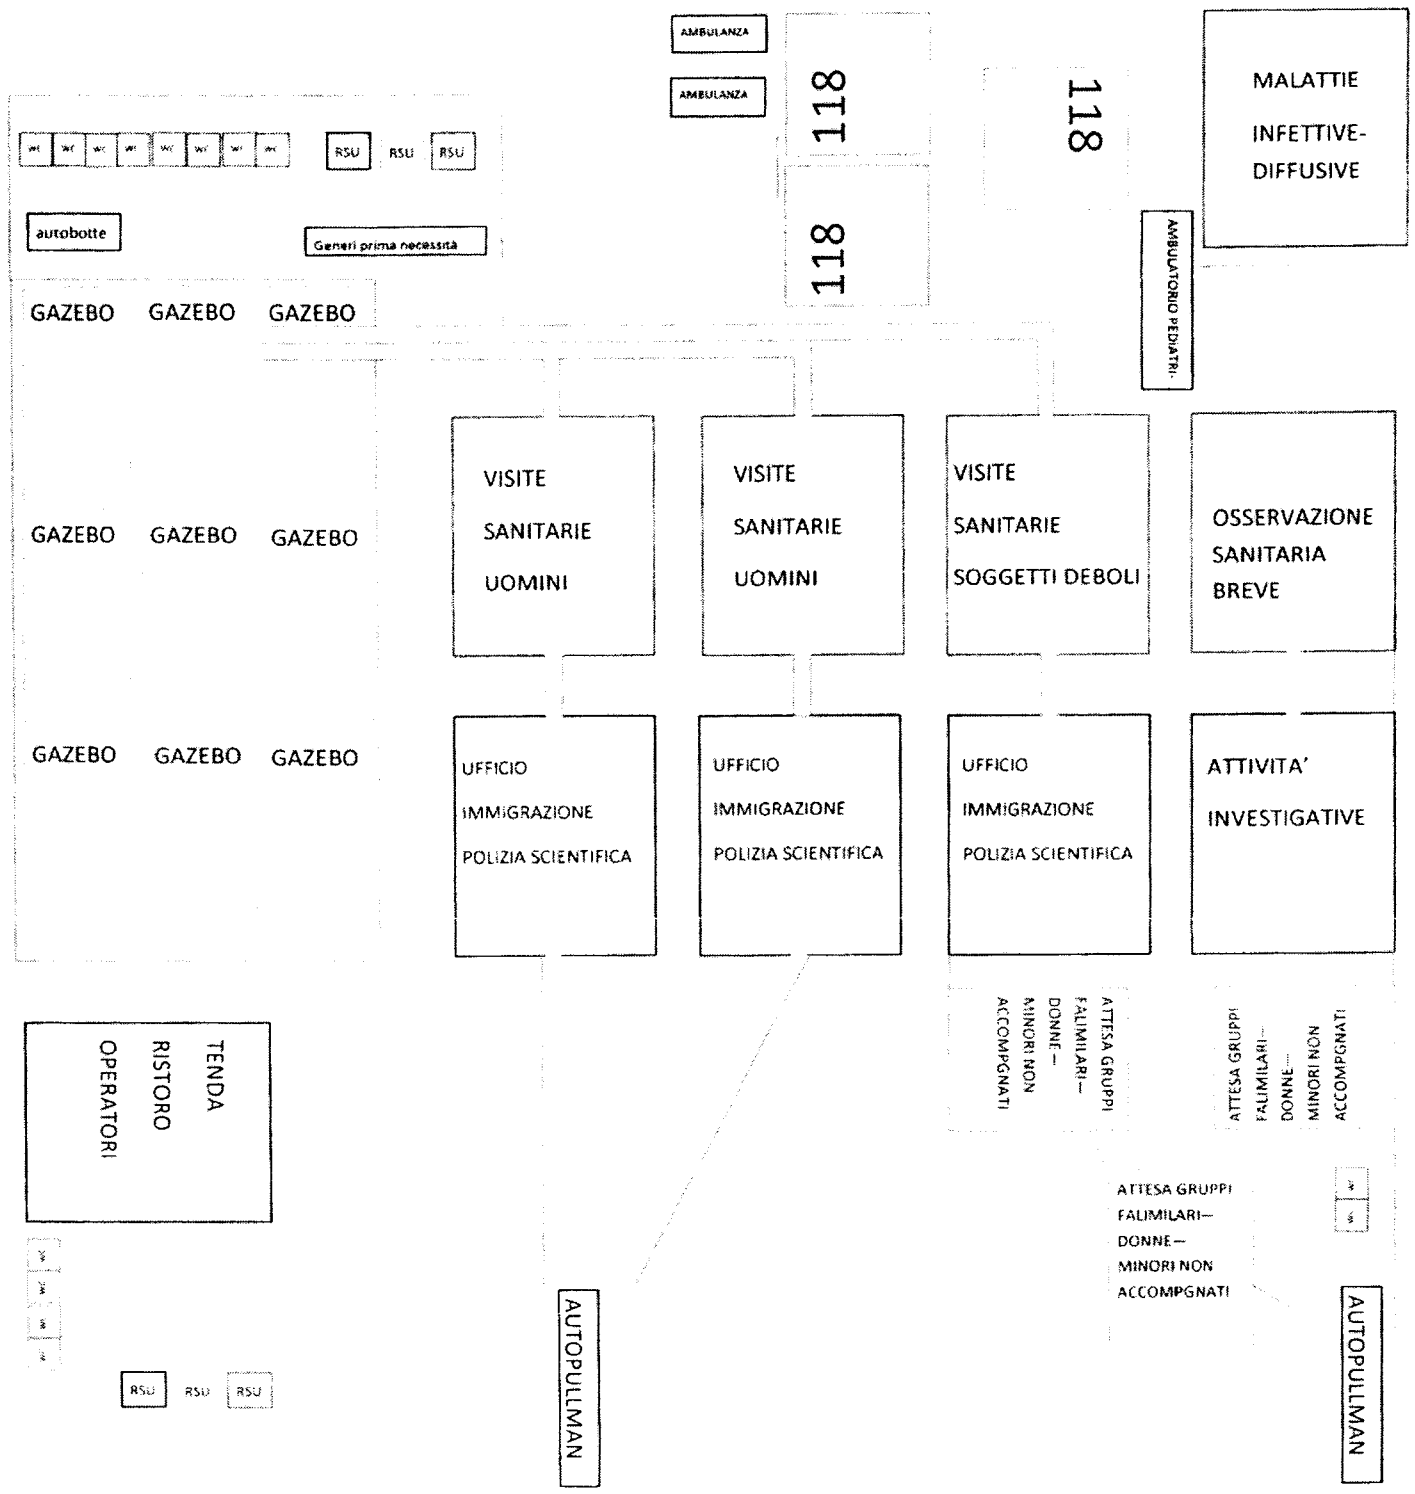 AMBULANZA
AMBULANZA
118
118
118
MALATTIE
INFETTIVE-
DIFFUSIVE
WC WC WC WC WC WC WC WC
RSU RSU RSU
autobotte
Generi prima necessità
AMBULATORIO PEDIATRI-
GAZEBO GAZEBO GAZEBO
GAZEBO GAZEBO GAZEBO
GAZEBO GAZEBO GAZEBO
VISITE
SANITARIE
UOMINI
VISITE
SANITARIE
UOMINI
VISITE
SANITARIE
SOGGETTI DEBOLI
OSSERVAZIONE
SANITARIA
BREVE
UFFICIO
IMMIGRAZIONE
POLIZIA SCIENTIFICA
UFFICIO
IMMIGRAZIONE
POLIZIA SCIENTIFICA
UFFICIO
IMMIGRAZIONE
POLIZIA SCIENTIFICA
ATTIVITA'
INVESTIGATIVE
TENDA
RISTORO
OPERATORI
ATTESA GRUPPI
FALIMILARI—
DONNE—
MINORI NON
ACCOMPGNATI
ATTESA GRUPPI
FALIMILARI—
DONNE—
MINORI NON
ACCOMPGNATI
ATTESA GRUPPI
FALIMILARI—
DONNE—
MINORI NON
ACCOMPGNATI
RSU RSU RSU
AUTOPULLMAN
AUTOPULLMAN